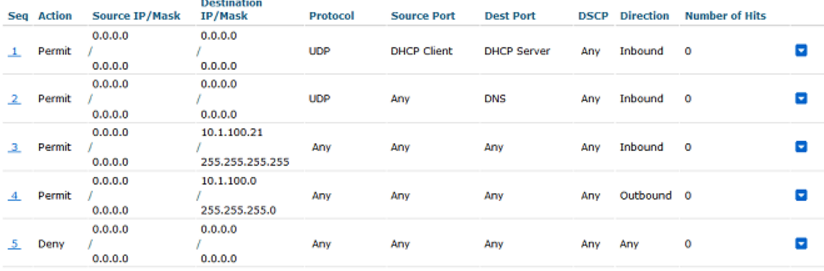 Destination
Seq Action Source IP/Mask IP/Mask Protocol Source Port Dest Port DSCP Direction Number of Hits
0.0.0.0 0.0.0.0
1 Permit / / UDP DHCP Client DHCP Server Any Inbound 0
0.0.0.0 0.0.0.0
0.0.0.0 0.0.0.0
2 Permit / / UDP Any DNS Any Inbound 0
0.0.0.0 0.0.0.0
0.0.0.0 10.1.100.21
3 Permit / / Any Any Any Any Inbound 0
0.0.0.0 255.255.255.255
0.0.0.0 10.1.100.0
4 Permit / / Any Any Any Any Outbound 0
0.0.0.0 255.255.255.0
0.0.0.0 0.0.0.0
5 Deny / / Any Any Any Any Any 0
0.0.0.0 0.0.0.0